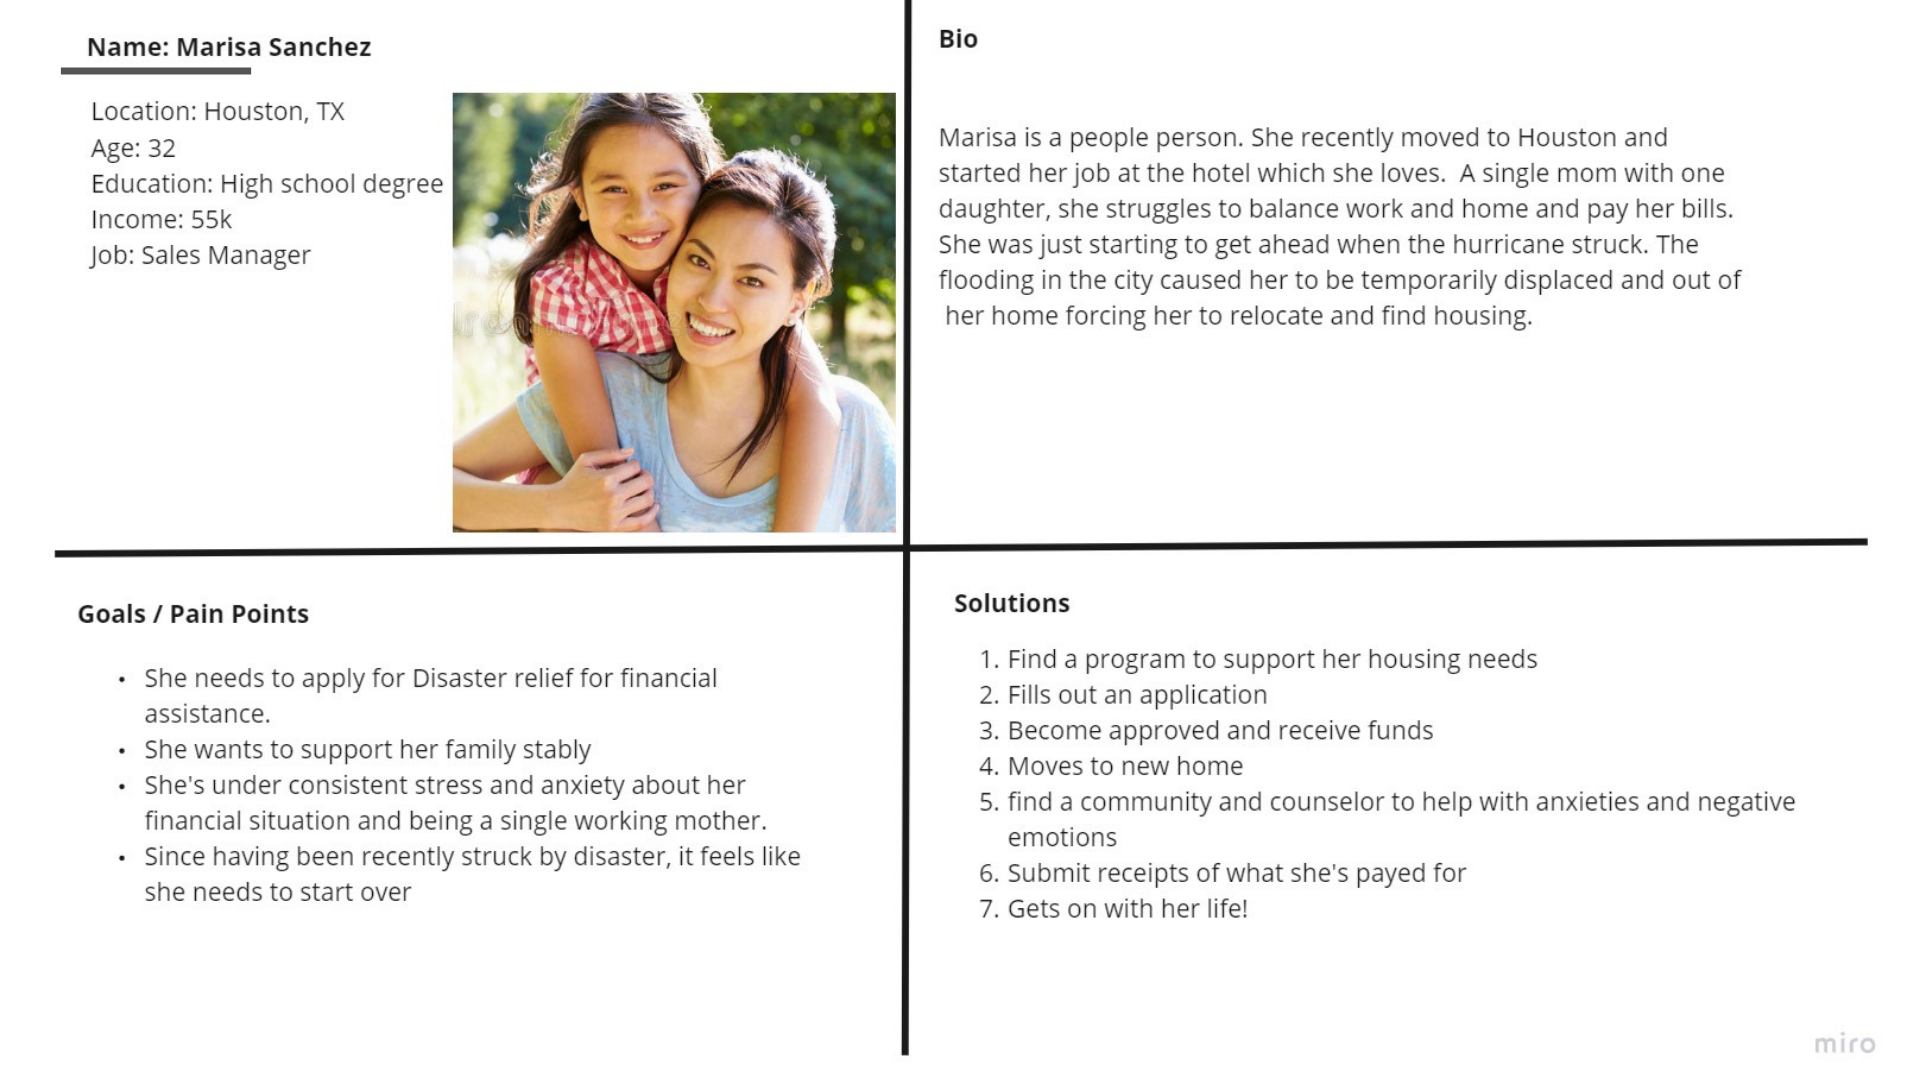 Name: Marisa Sanchez
Location: Houston, TX
Age: 32
Education: High school degree
Income: 55k
Job: Sales Manager
Bio
Marisa is a people person. She recently moved to Houston and
started her job at the hotel which she loves.  A single mom with one
daughter, she struggles to balance work and home and pay her bills.
She was just starting to get ahead when the hurricane struck. The
flooding in the city caused her to be temporarily displaced and out of
her home forcing her to relocate and find housing.
Goals / Pain Points
• She needs to apply for Disaster relief for financial
assistance.
• She wants to support her family stably
• She's under consistent stress and anxiety about her
financial situation and being a single working mother.
• Since having been recently struck by disaster, it feels like
she needs to start over
Solutions
1. Find a program to support her housing needs
2. Fills out an application
3. Become approved and receive funds
4. Moves to new home
5. find a community and counselor to help with anxieties and negative
emotions
6. Submit receipts of what she's payed for
7. Gets on with her life!
miro